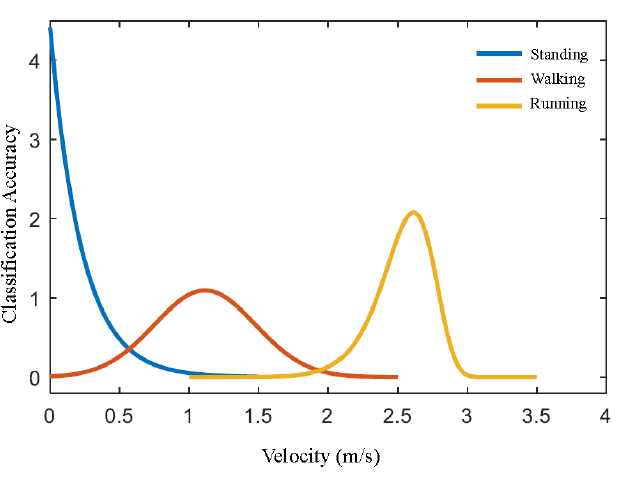 4
3
2
1
0
Classification Accuracy
Standing
Walking
Running
0 0.5 1 1.5 2 2.5 3 3.5 4
Velocity (m/s)